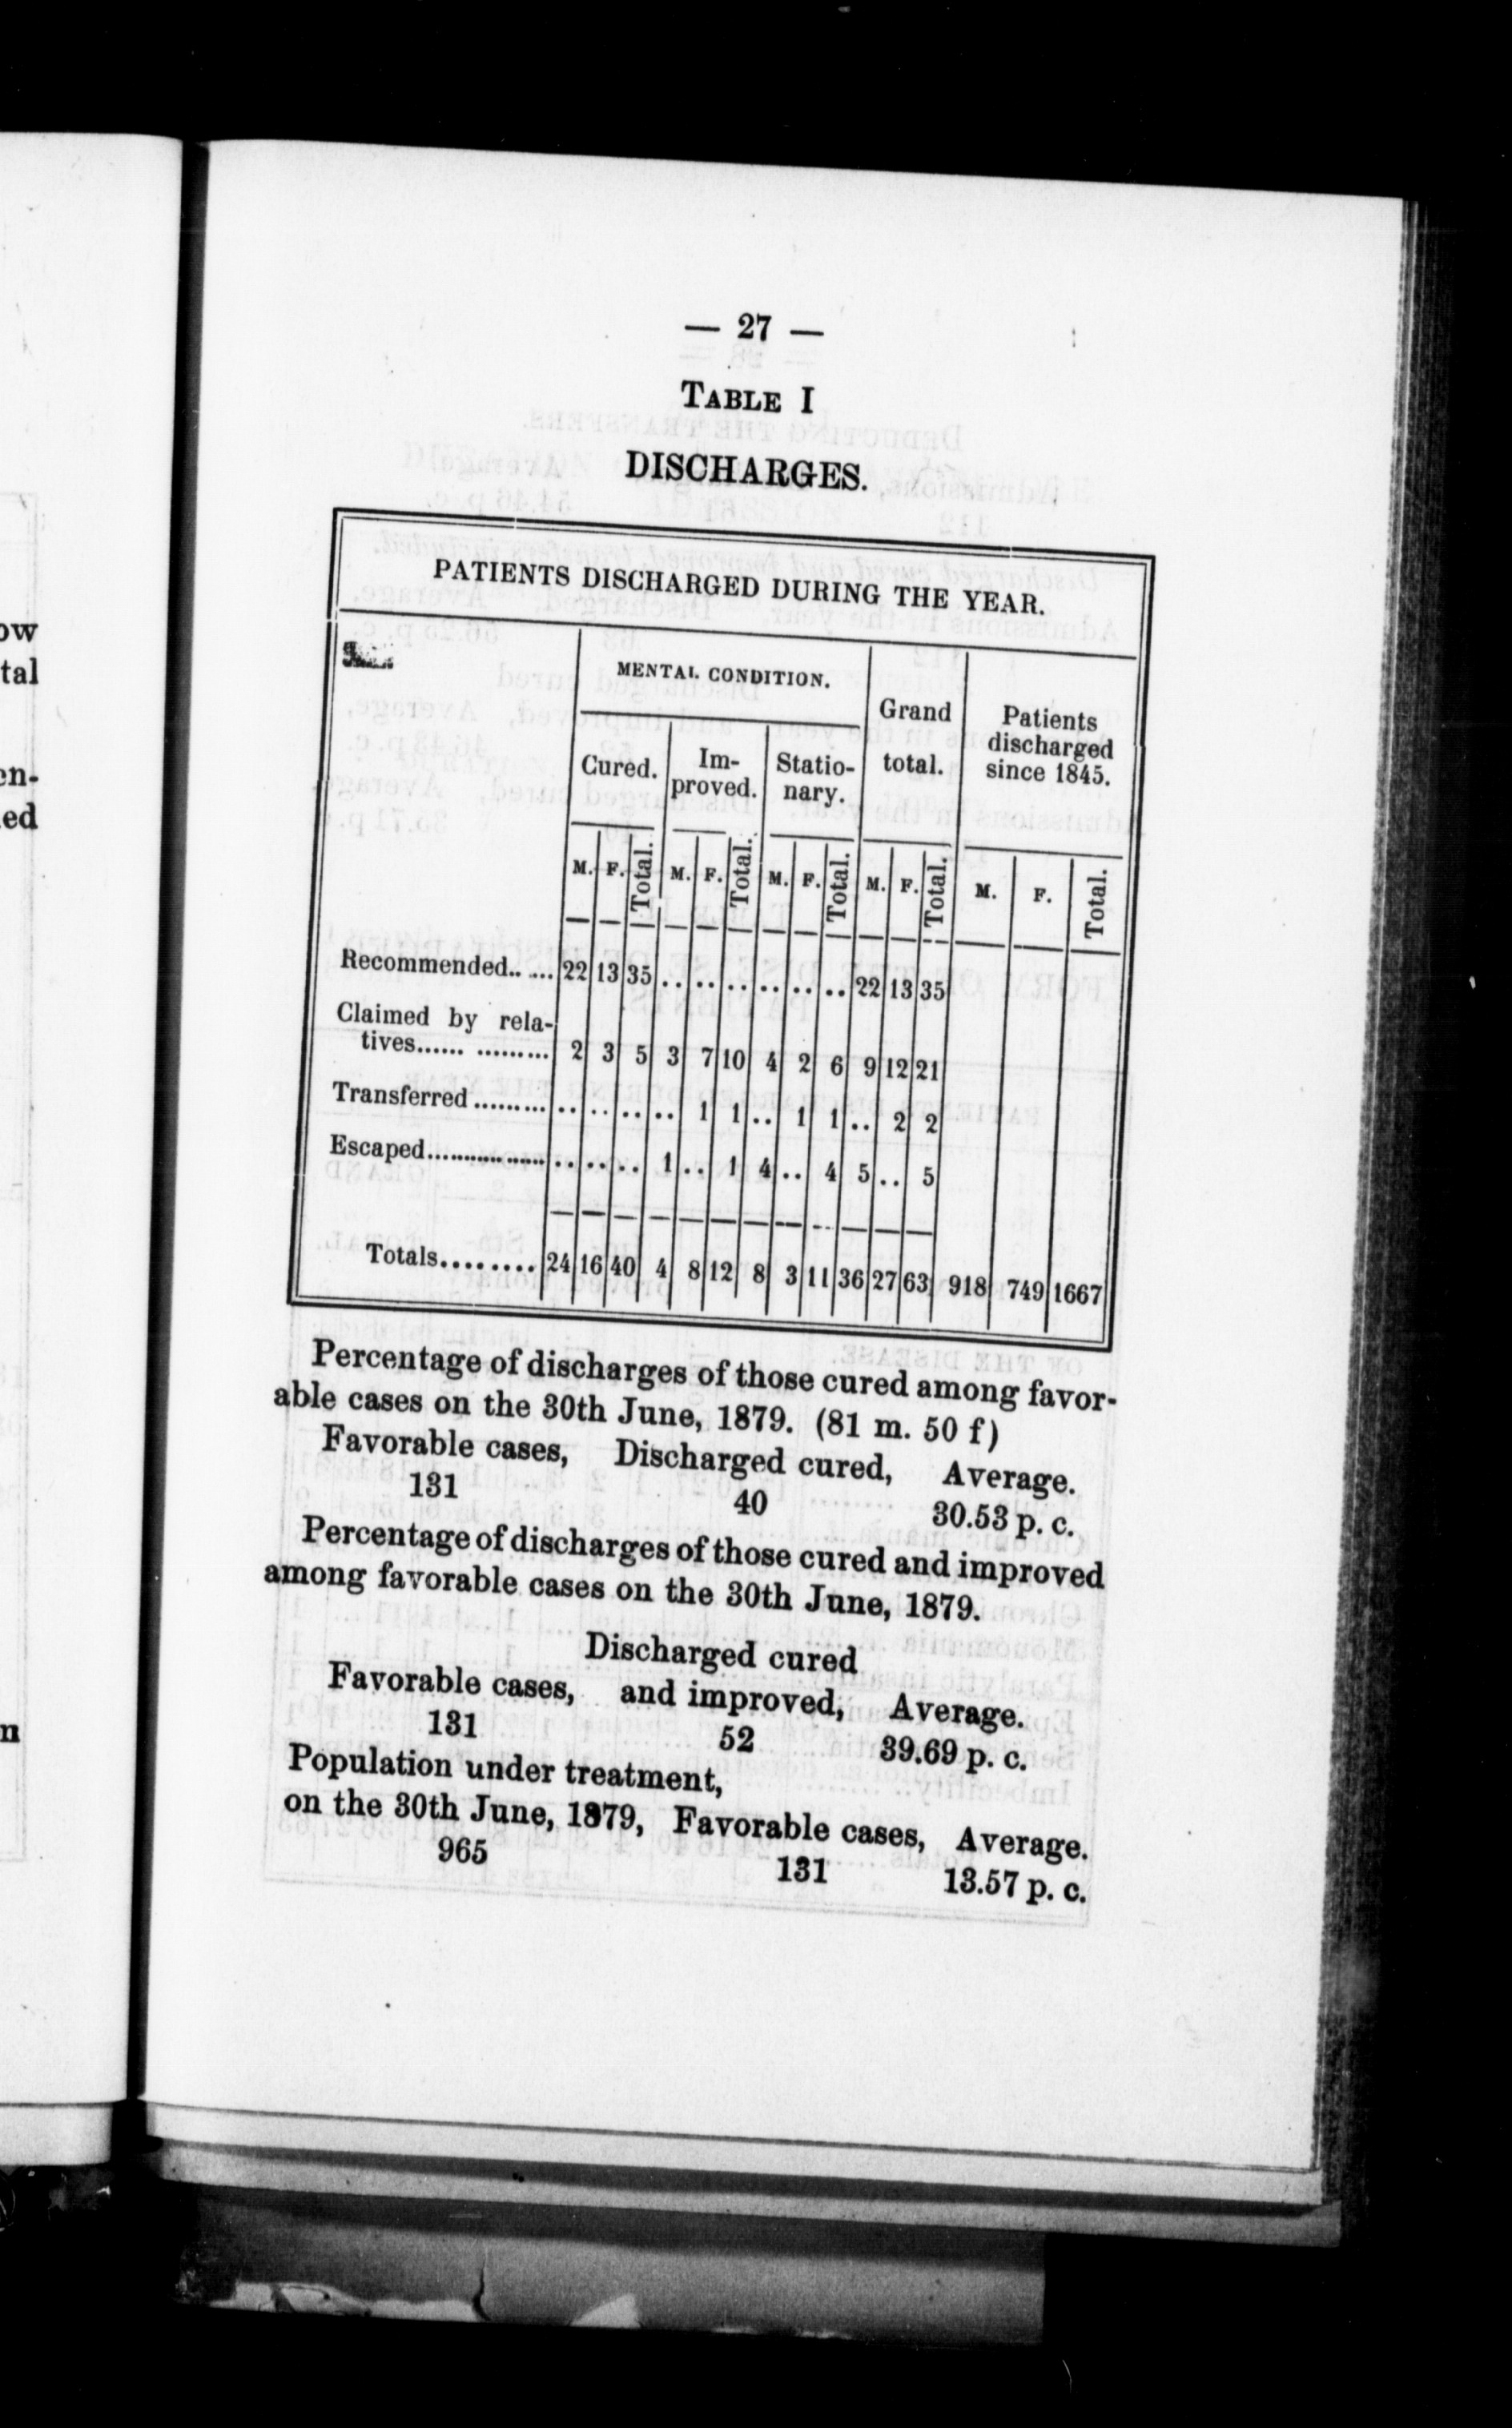 ow
tal
en-
ed
n
— 27 —
TABLE I
DISCHARGES.
PATIENTS DISCHARGED DURING THE YEAR.
MENTAL CONDITION.
Grand total.
Patients discharged since 1845.
Cured.
Im-
proved.
Statio-
nary.
M. F. Total. M. F. Total. M. F. Total. M. F. Total. M. F. Total.
Recommended.. .... 22 13 35 .. .. .. .. .. .. 22 13 35
Claimed by rela-
tives...... ......... 2 3 5 3 7 10 4 2 6 9 12 21
Transferred ......... .. .. .. .. 1 1 .. 1 1 .. 2 2
Escaped.................. .. .. .. 1 .. 1 4 .. 4 5 .. 5
Totals........ 24 16 40 4 8 12 8 3 11 36 27 63 918 749 1667
Percentage of discharges of those cured among favor-
able cases on the 30th June, 1879. (81 m. 50 f)
Favorable cases, Discharged cured, Average.
131 40 30.53 p. c.
Percentage of discharges of those cured and improved
among favorable cases on the 30th June, 1879.
Discharged cured
Favorable cases, and improved, Average.
131 52 39.69 p. c.
Population under treatment,
on the 30th June, 1879, Favorable cases, Average.
965 131 13.57 p. c.